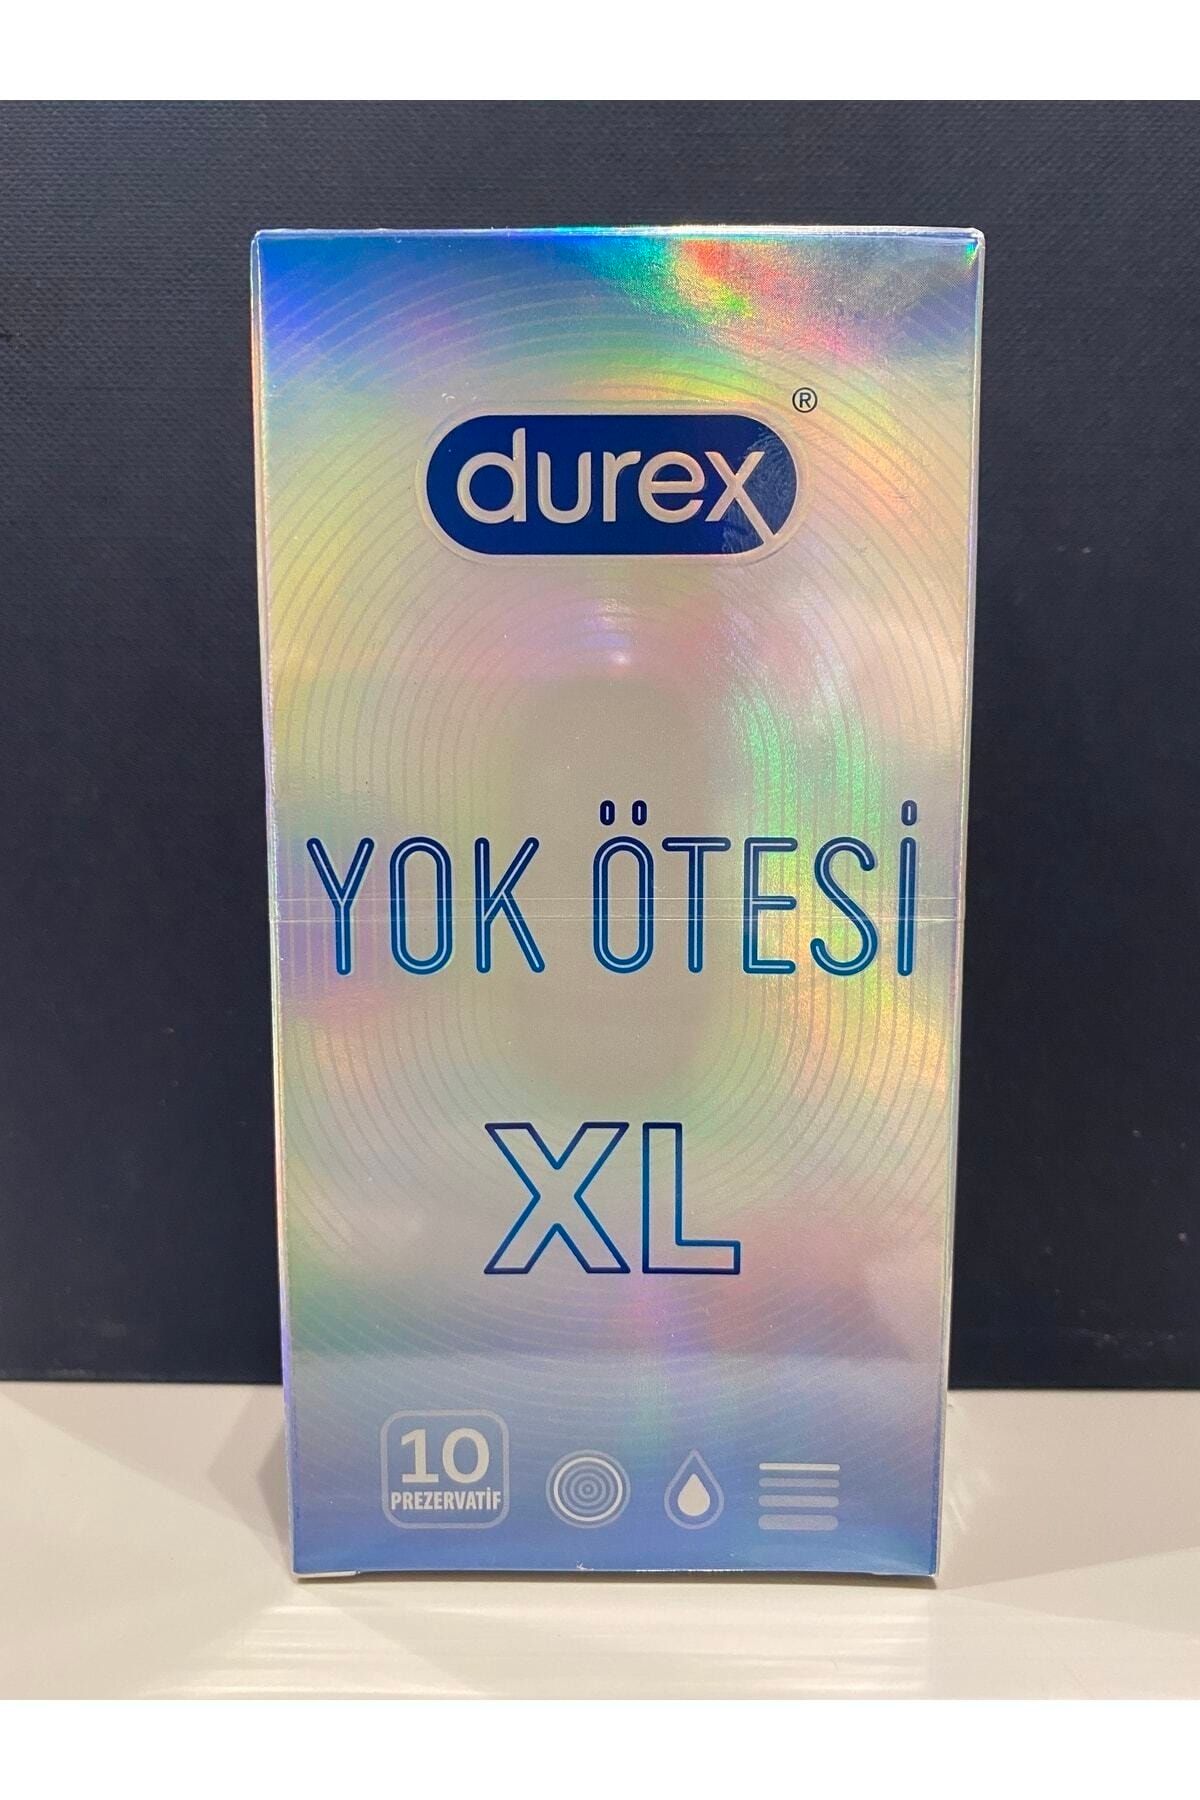 durex®
YOK ÖTESİ
XL
10
PREZERVATİF